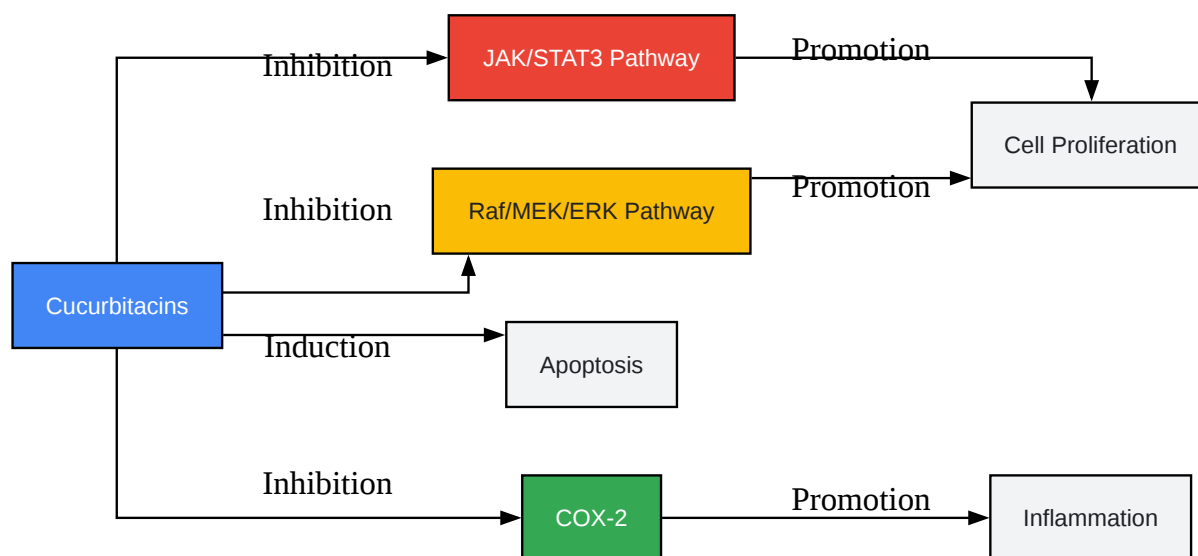 Inhibition
JAK/STAT3 Pathway
Promotion
Cell Proliferation
Inhibition
Raf/MEK/ERK Pathway
Promotion
Cucurbitacins
Induction
Apoptosis
Inhibition
COX-2
Promotion
Inflammation